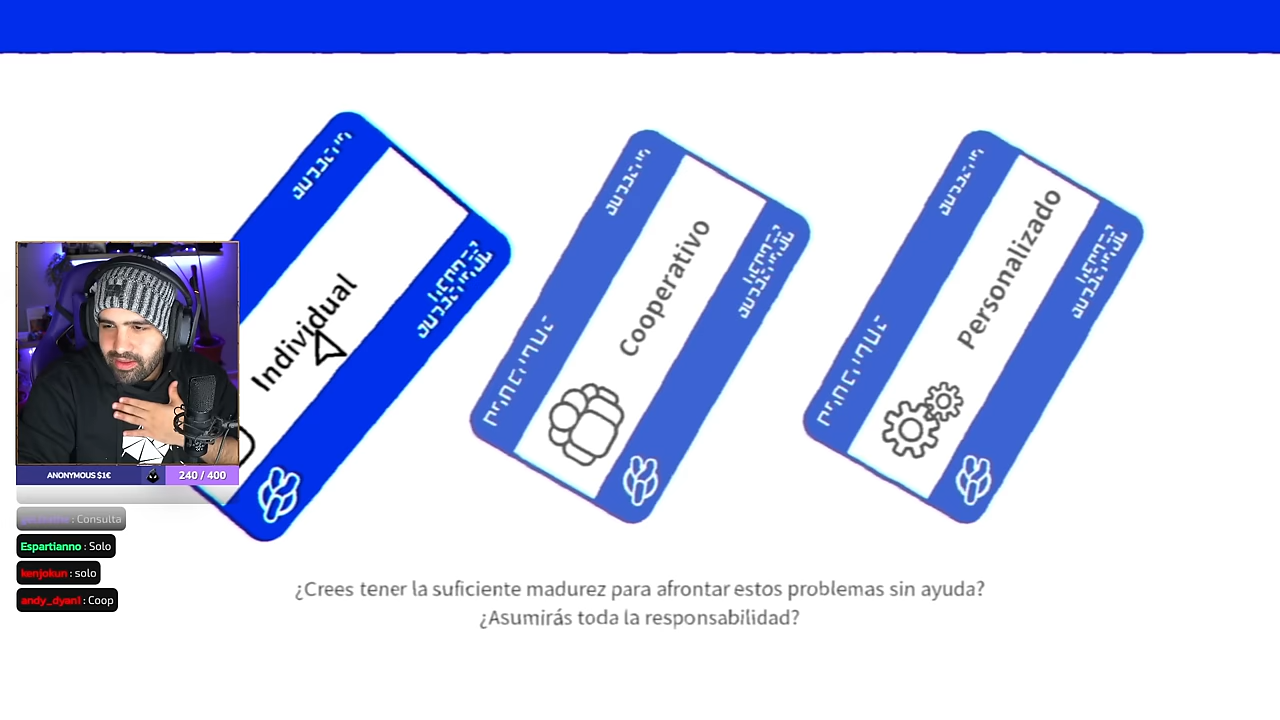 Individual
Cooperativo
Personalizado
ANONYMOUS $1€
240 / 400
: Consulta
Espartianno : Solo
kenjokun : solo
andy_dyanl : Coop
¿Crees tener la suficiente madurez para afrontar estos problemas sin ayuda?
¿Asumirás toda la responsabilidad?